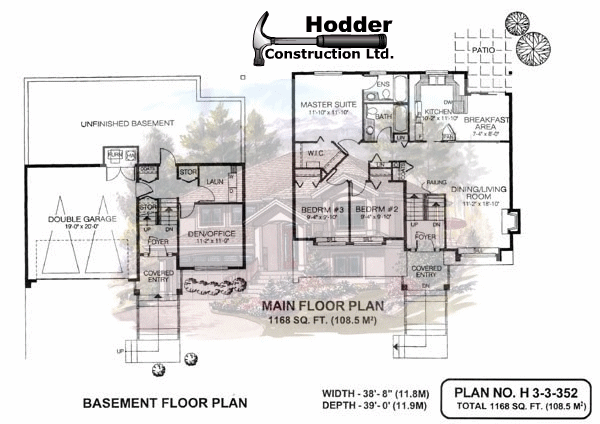 Hodder
Construction Ltd.
PATIO
ENS
MASTER SUITE
11'-10" x 11'-10"
KITCHEN
10'-2" x 11'-10"
DW
BATH
BREAKFAST
AREA
7'-4" x 8'-0"
F
PAN
LIN
W.I.C.
LIN
RAILING
DINING/LIVING
ROOM
11'-2" x 18'-10"
BEDRM #3
9'-4" x 2'-10"
BEDRM #2
9'-4" x 9'-10"
UP
DN
FOYER
COVERED
ENTRY
DN
MAIN FLOOR PLAN
1168 SQ. FT. (108.5 M²)
UNFINISHED BASEMENT
FURN
HW
COATS
STOR
LAUN
STOR
DOUBLE GARAGE
19'-0" x 20'-0"
UP
DN
DEN/OFFICE
11'-2" x 11'-0"
FOYER
COVERED
ENTRY
UP
BASEMENT FLOOR PLAN
WIDTH - 38'- 8" (11.8M)
DEPTH - 39'- 0' (11.9M)
PLAN NO. H 3-3-352
TOTAL 1168 SQ. FT. (108.5 M²)